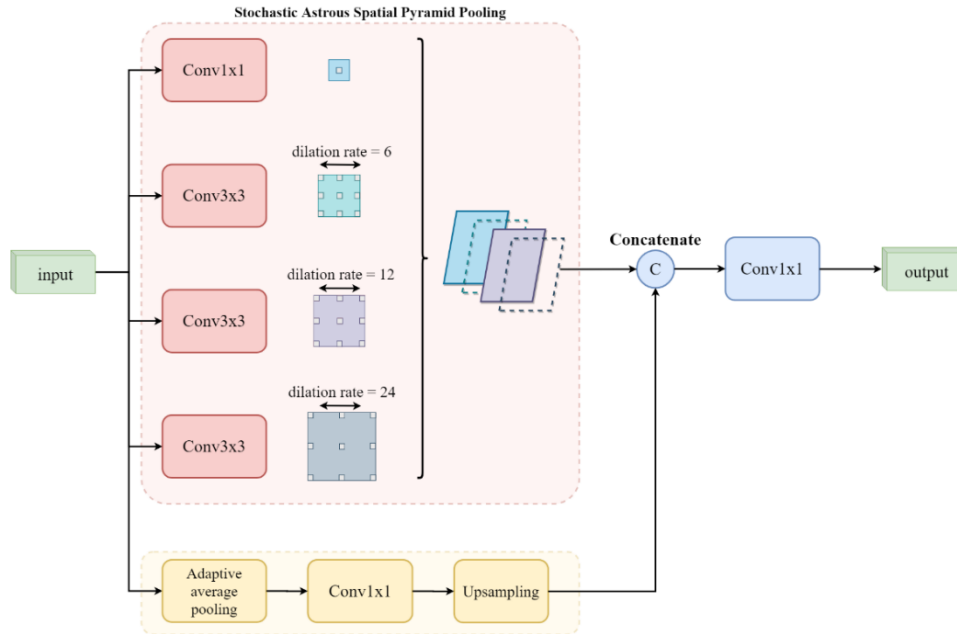 Stochastic Astrous Spatial Pyramid Pooling
Conv1x1
dilation rate = 6
Conv3x3
input
dilation rate = 12
Conv3x3
dilation rate = 24
Conv3x3
Concatenate
C
Conv1x1
output
Adaptive
average
pooling
Conv1x1
Upsampling